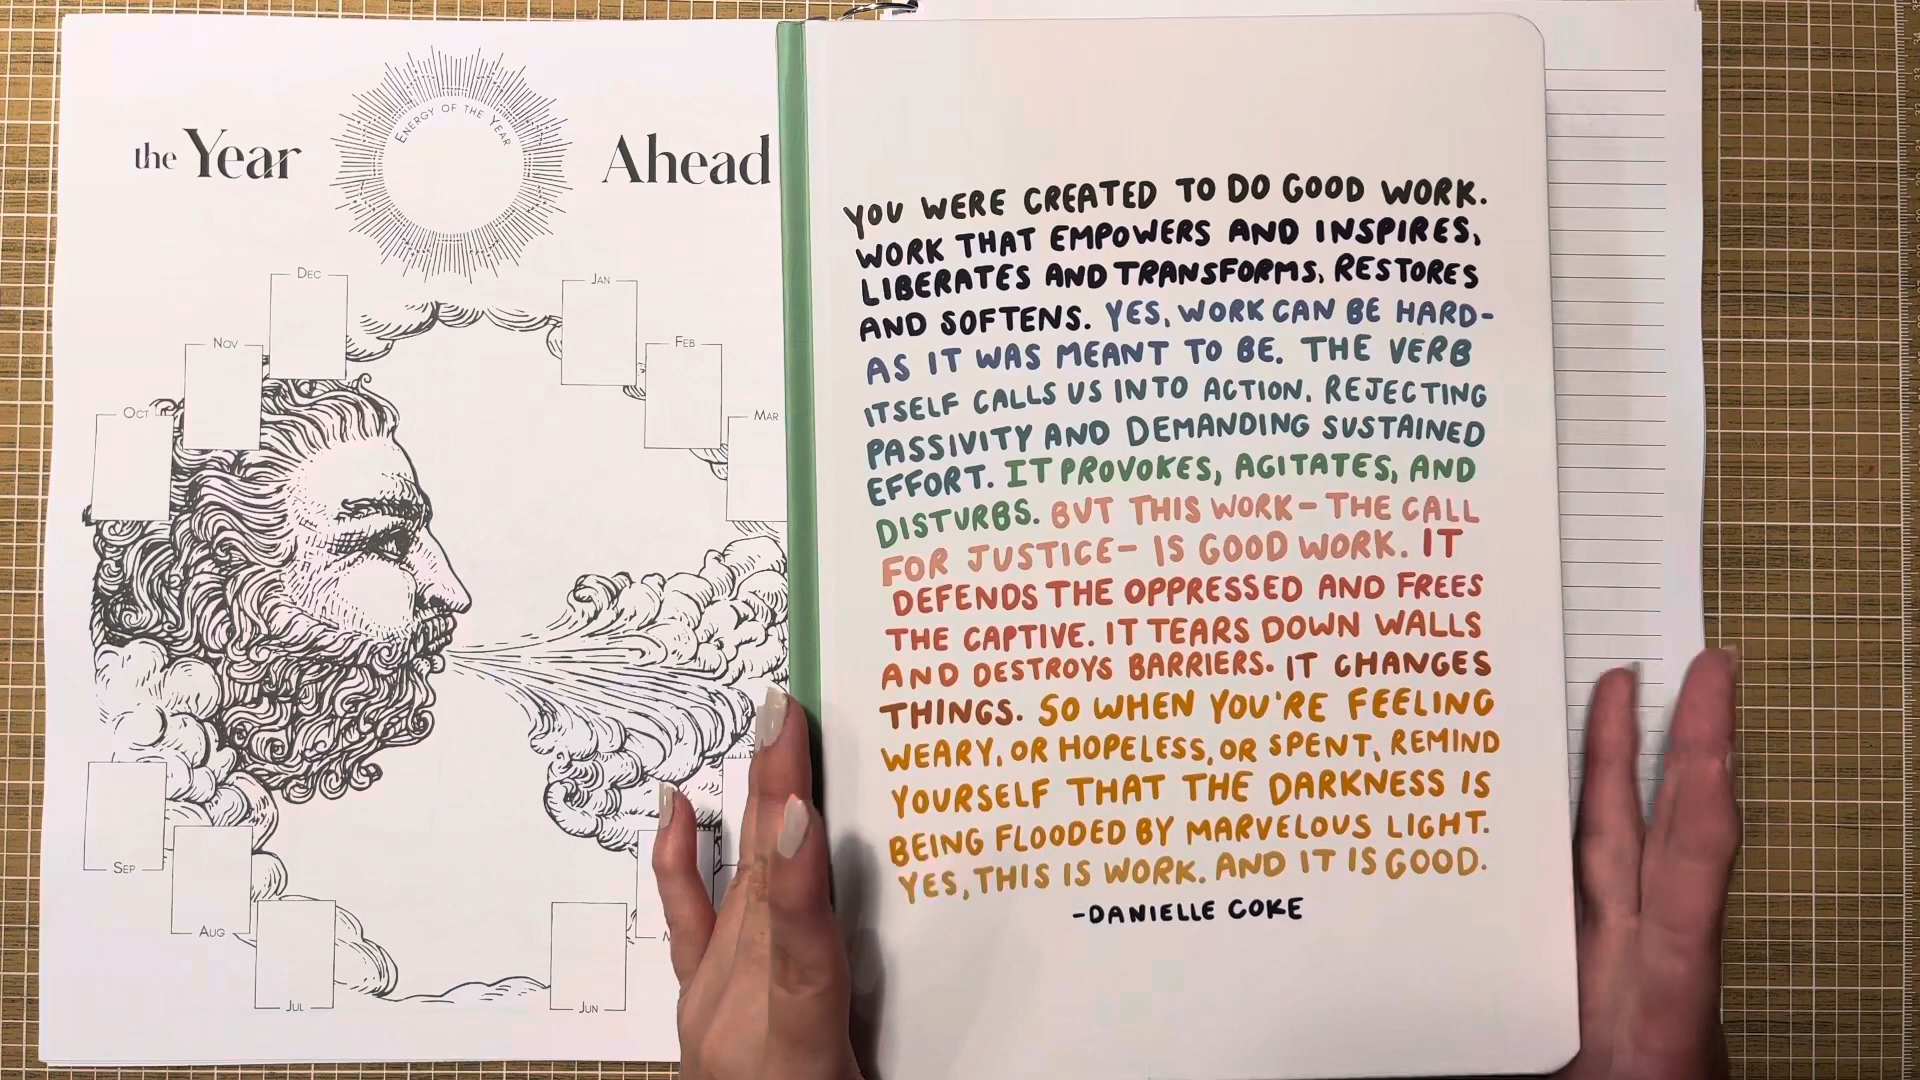 the Year
ENERGY OF THE YEAR
Ahead
DEC
JAN
NOV
FEB
OCT
MAR
SEP
AUG
JUL
JUN
YOU WERE CREATED TO DO GOOD WORK.
WORK THAT EMPOWERS AND INSPIRES,
LIBERATES AND TRANSFORMS, RESTORES
AND SOFTENS. YES, WORK CAN BE HARD-
AS IT WAS MEANT TO BE. THE VERB
ITSELF CALLS US INTO ACTION, REJECTING
PASSIVITY AND DEMANDING SUSTAINED
EFFORT. IT PROVOKES, AGITATES, AND
DISTURBS. BUT THIS WORK- THE CALL
FOR JUSTICE- IS GOOD WORK. IT
DEFENDS THE OPPRESSED AND FREES
THE CAPTIVE. IT TEARS DOWN WALLS
AND DESTROYS BARRIERS. IT CHANGES
THINGS. SO WHEN YOU'RE FEELING
WEARY, OR HOPELESS, OR SPENT, REMIND
YOURSELF THAT THE DARKNESS IS
BEING FLOODED BY MARVELOUS LIGHT.
YES, THIS IS WORK. AND IT IS GOOD.
-DANIELLE COKE